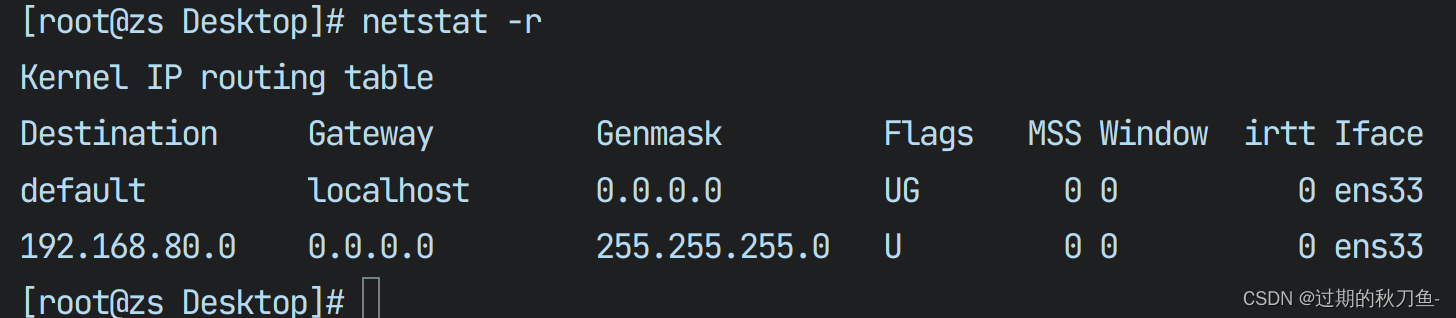 [root@zs Desktop]# netstat -r
Kernel IP routing table
Destination     Gateway         Genmask         Flags   MSS Window  irtt Iface
default         localhost       0.0.0.0         UG        0 0          0 ens33
192.168.80.0    0.0.0.0         255.255.255.0   U         0 0          0 ens33
[root@zs Desktop]#
CSDN @过期的秋刀鱼-